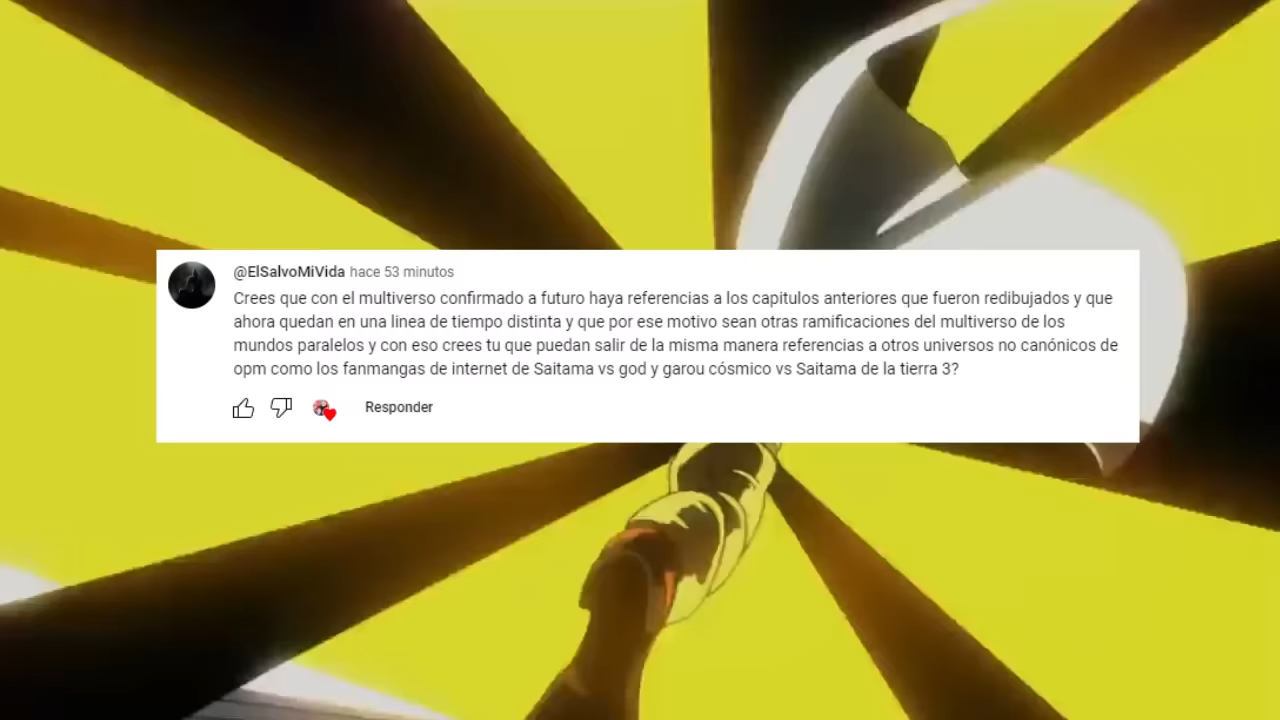 @ElSalvoMiVida hace 53 minutos
Crees que con el multiverso confirmado a futuro haya referencias a los capitulos anteriores que fueron redibujados y que
ahora quedan en una linea de tiempo distinta y que por ese motivo sean otras ramificaciones del multiverso de los
mundos paralelos y con eso crees tu que puedan salir de la misma manera referencias a otros universos no canónicos de
opm como los fanmangas de internet de Saitama vs god y garou cósmico vs Saitama de la tierra 3?
Responder